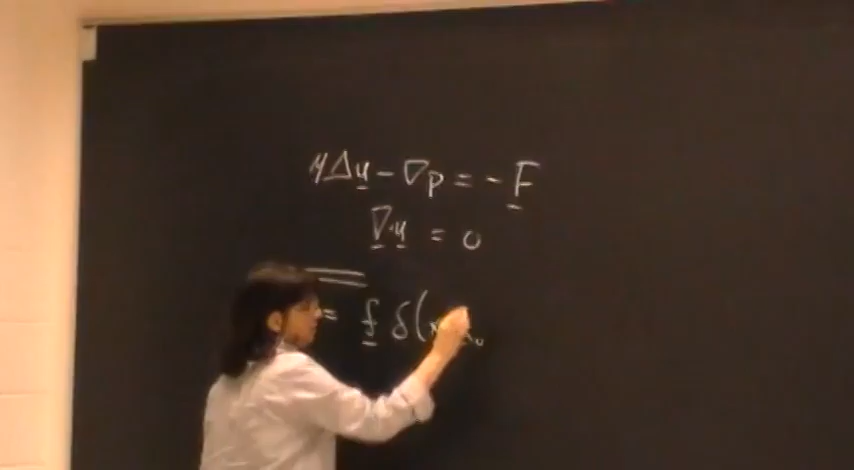 μΔu - ∇p = - F
∇·u = 0
= f δ(x